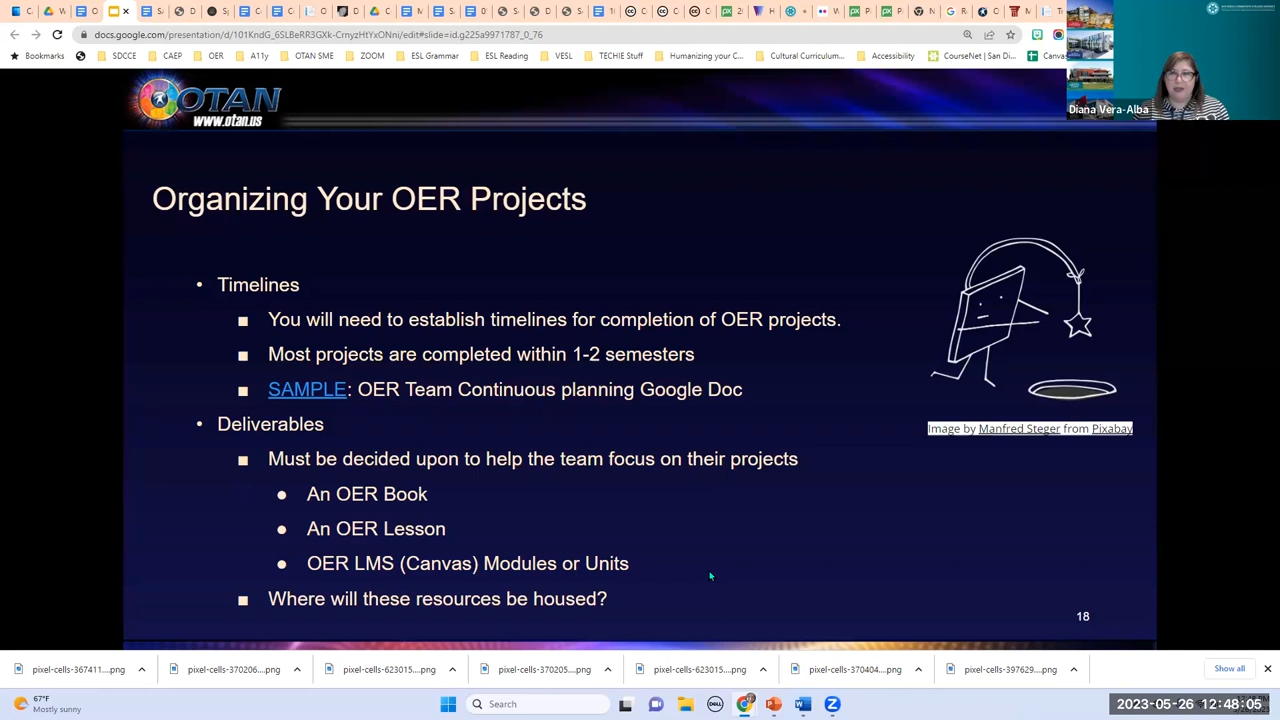 docs.google.com/presentation/d/101KndG_6SLBeRR3GXk-
edit#slide=id.g225a9971787_0_76
Bookmarks
SDCCE
CAEP
OER
A11y
OTAN SME
ZOOM
ESL Grammar
ESL Reading
VESL
TECHIE Stuff
Humanizing your C...
Cultural Curriculum...
Accessibility
CourseNet | San Di...
Canvas
Diana Vera-Alba
OTAN
www.otan.us
Organizing Your OER Projects
• Timelines
■ You will need to establish timelines for completion of OER projects.
■ Most projects are completed within 1-2 semesters
■ SAMPLE: OER Team Continuous planning Google Doc
• Deliverables
■ Must be decided upon to help the team focus on their projects
● An OER Book
● An OER Lesson
● OER LMS (Canvas) Modules or Units
■ Where will these resources be housed?
Image by Manfred Steger from Pixabay
18
pixel-cells-367411....png
pixel-cells-370206....png
pixel-cells-623015....png
pixel-cells-370205....png
pixel-cells-623015....png
pixel-cells-370404....png
pixel-cells-397629....png
Show all
67°F
Mostly sunny
Search
DELL
2023-05-26 12:48:05